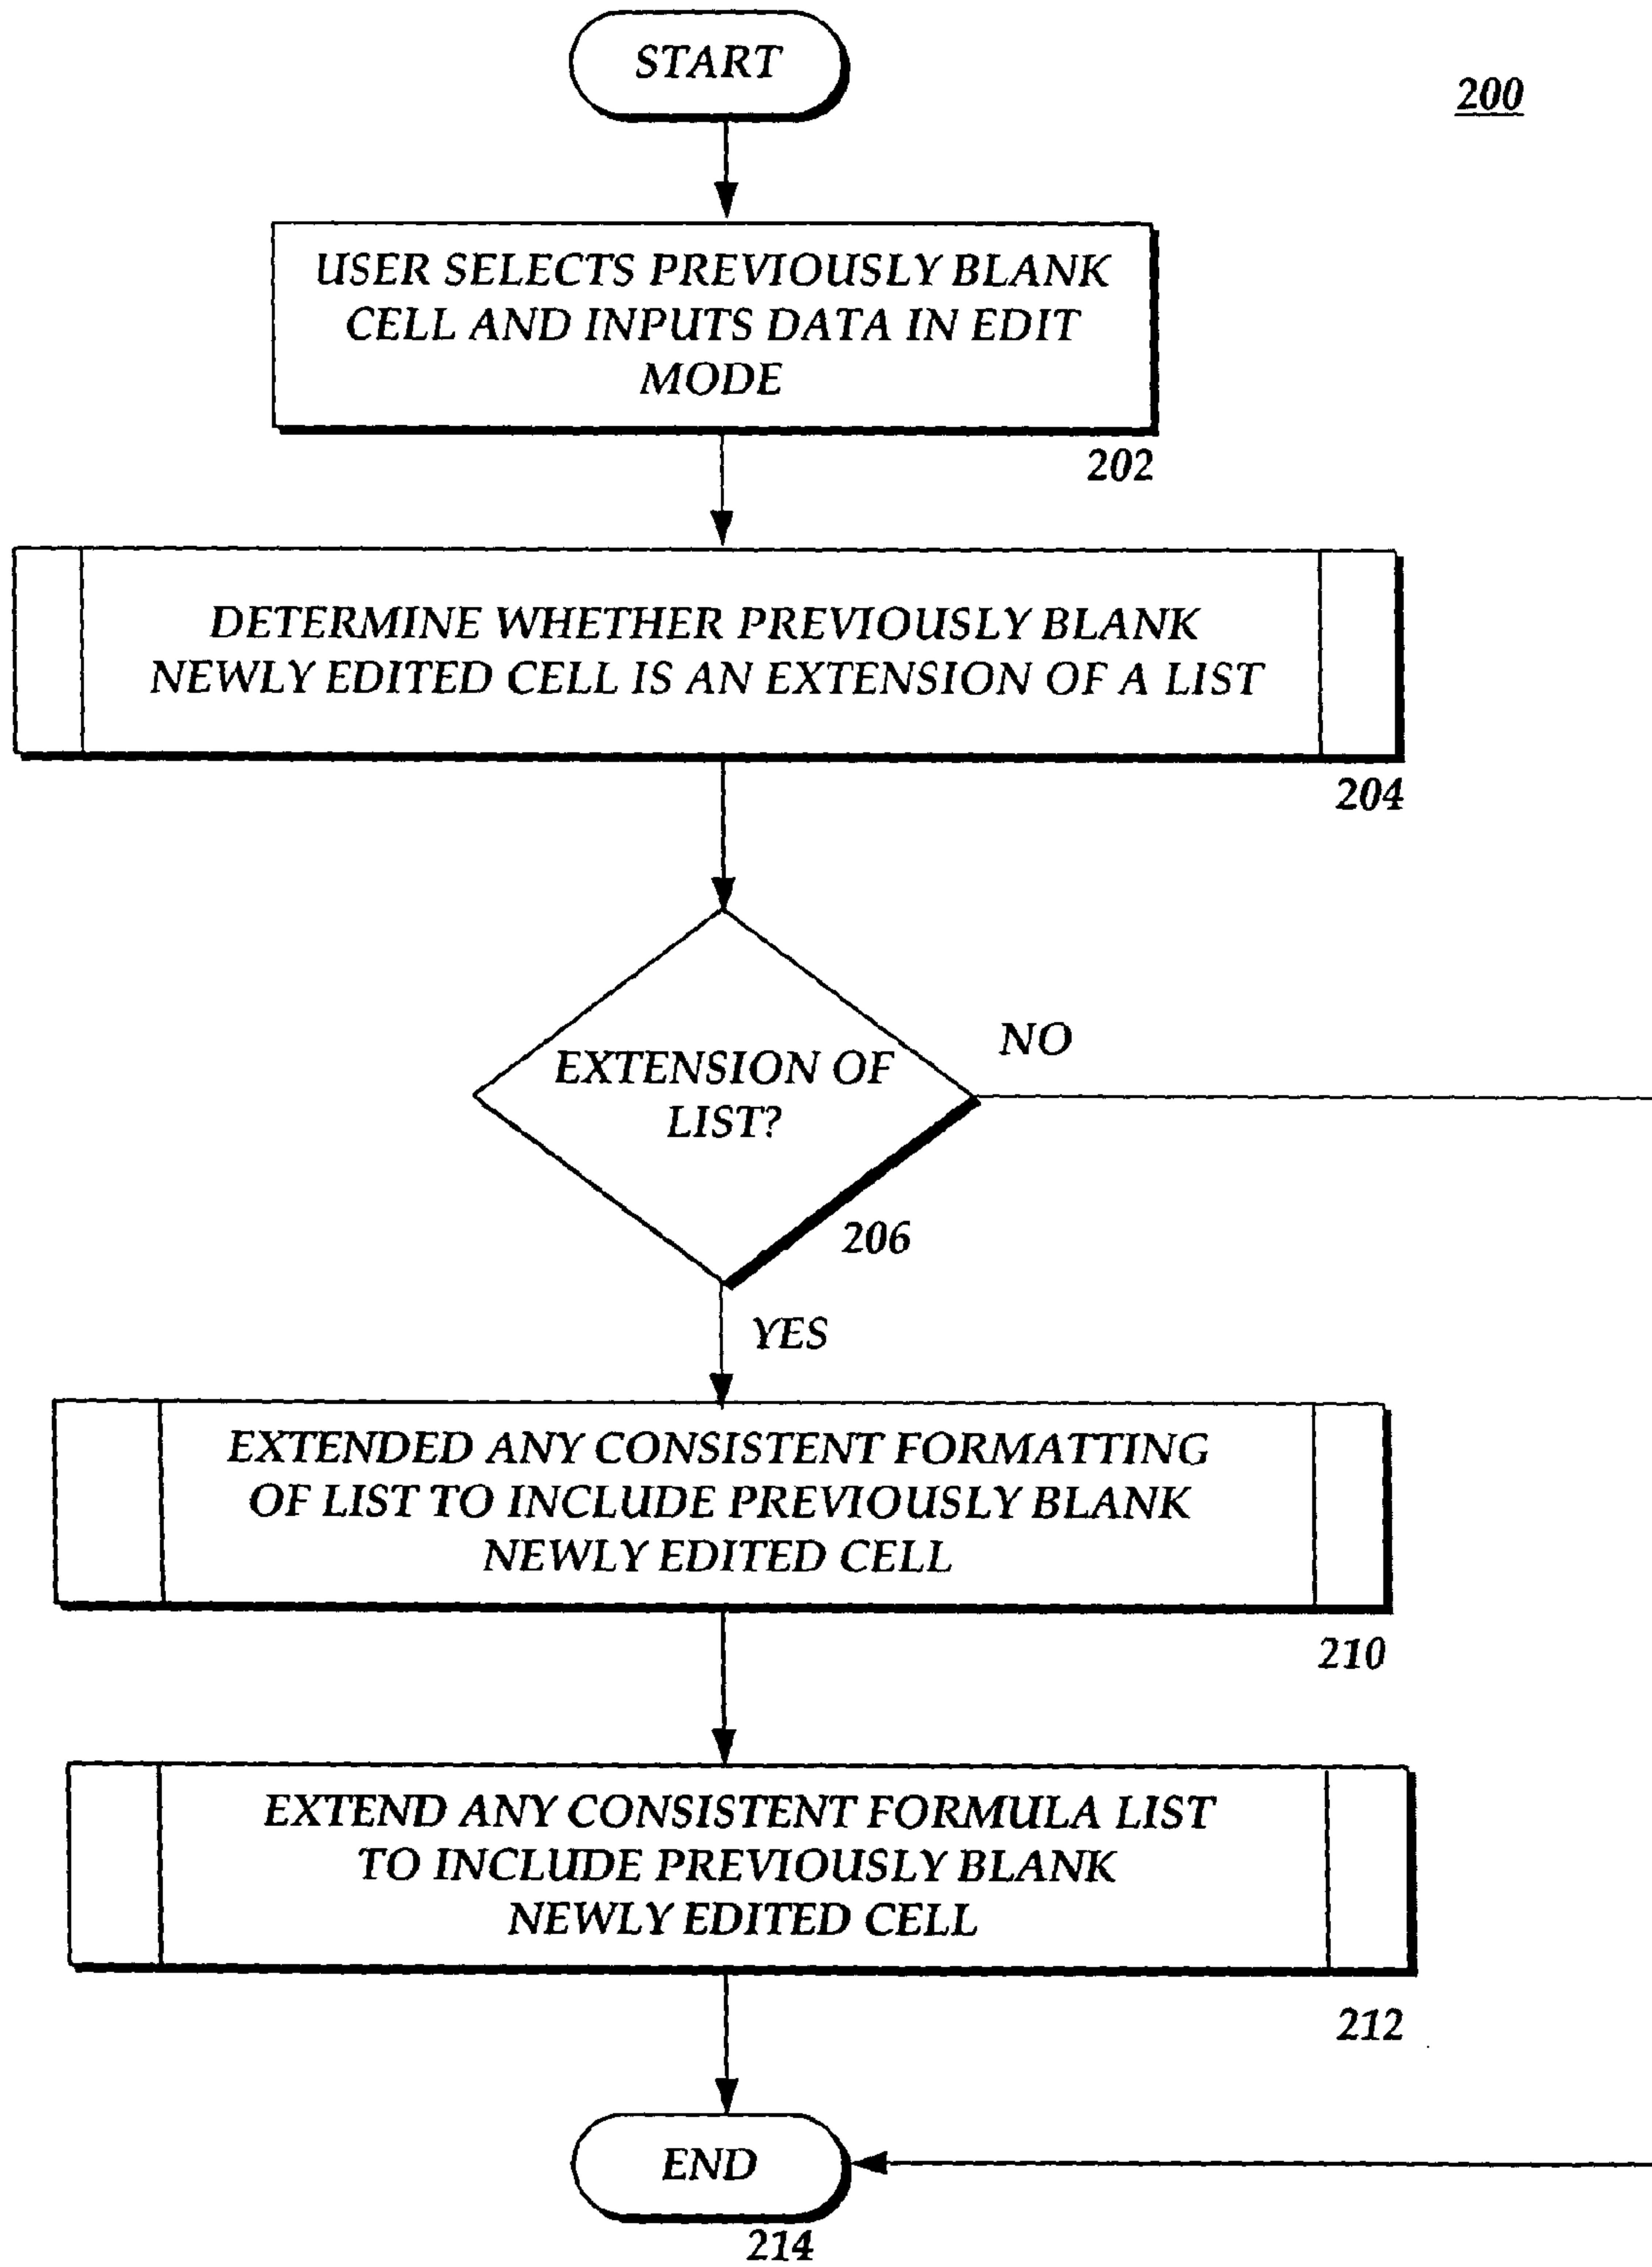 START
200
USER SELECTS PREVIOUSLY BLANK
CELL AND INPUTS DATA IN EDIT
MODE
202
DETERMINE WHETHER PREVIOUSLY BLANK
NEWLY EDITED CELL IS AN EXTENSION OF A LIST
204
NO
EXTENSION OF
LIST?
206
YES
EXTENDED ANY CONSISTENT FORMATTING
OF LIST TO INCLUDE PREVIOUSLY BLANK
NEWLY EDITED CELL
210
EXTEND ANY CONSISTENT FORMULA LIST
TO INCLUDE PREVIOUSLY BLANK
NEWLY EDITED CELL
212
END
214